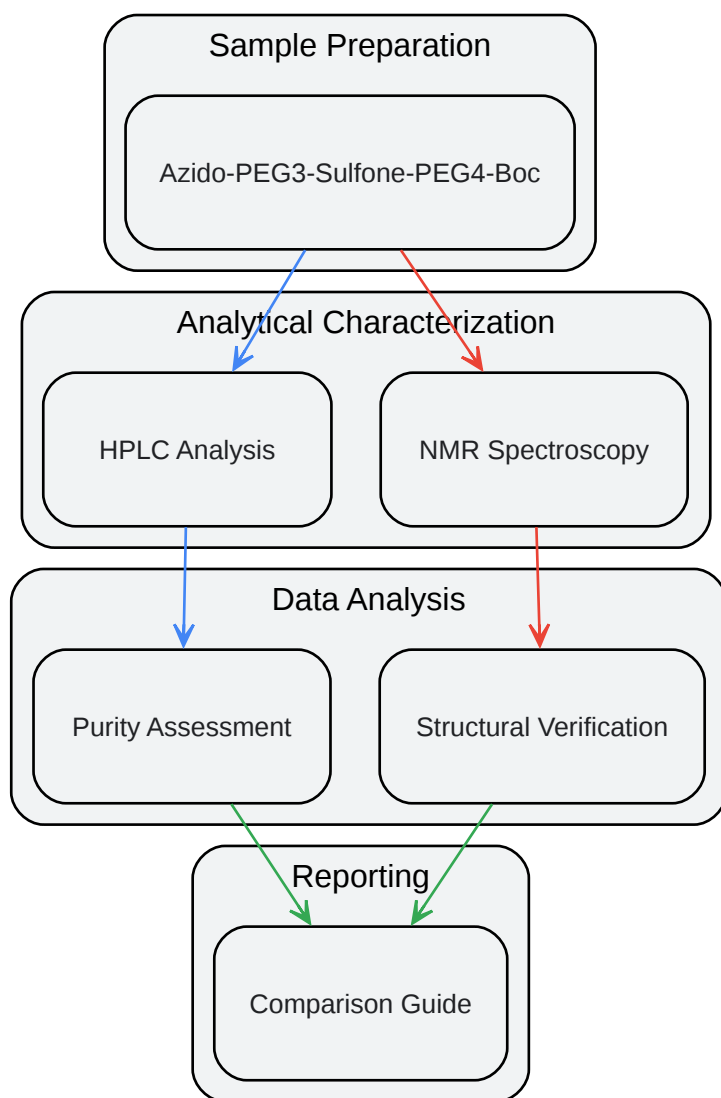 Sample Preparation
Azido-PEG3-Sulfone-PEG4-Boc
Analytical Characterization
HPLC Analysis
NMR Spectroscopy
Data Analysis
Purity Assessment
Structural Verification
Reporting
Comparison Guide